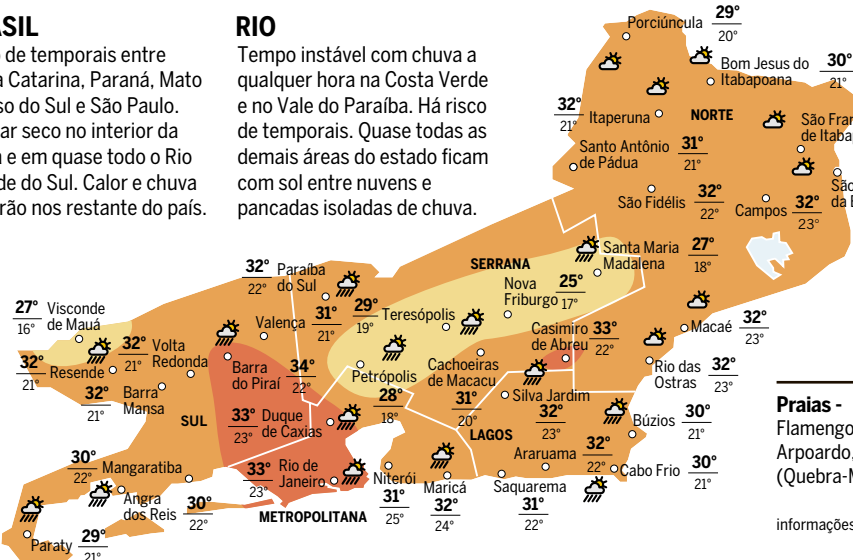 RIO
de temporais entre
Catarina, Paraná, Mato
do Sul e São Paulo.
ar seco no interior da
e em quase todo o Rio
de do Sul. Calor e chuva
nos restante do país.
Tempo instável com chuva a
qualquer hora na Costa Verde
e no Vale do Paraíba. Há risco
de temporais. Quase todas as
demais áreas do estado ficam
com sol entre nuvens e
pancadas isoladas de chuva.
Porciúncula 29° 20°
Bom Jesus do
Itabapoana 30° 21°
32° 21° Itaperuna
NORTE
São
de
Santo Antônio
de Pádua 31° 21°
São Fidélis 32° 22°
Campos 32° 23°
da
Santa Maria
Madalena 27° 18°
SERRANA
32° 22° Paraíba
do Sul
Nova
Friburgo 25° 17°
27° 16° Visconde
de Mauá
Valença 31° 21°
29° 19° Teresópolis
Casimiro
de Abreu 33° 22°
Macaé 32° 23°
32° 21° Volta
Redonda
32° 21° Resende
Barra
do Piraí 34° 22°
Petrópolis 28° 18°
Cachoeiras
de Macacu 31° 20°
Rio das
Ostras 32° 23°
32° 21° Barra
Mansa
Silva Jardim 32° 23°
SUL
33° 23° Duque
de Caxias
LAGOS
Búzios 30° 21°
Araruama 32° 22°
Cabo Frio 30° 21°
30° 22° Mangaratiba
33° 23° Rio de
Janeiro
Niterói 31° 25°
Maricá 32° 24°
Saquarema 31° 22°
Angra
dos Reis 30° 22°
METROPOLITANA
Paraty 29° 21°
Praias -
Flamengo
Arpoardo,
informações